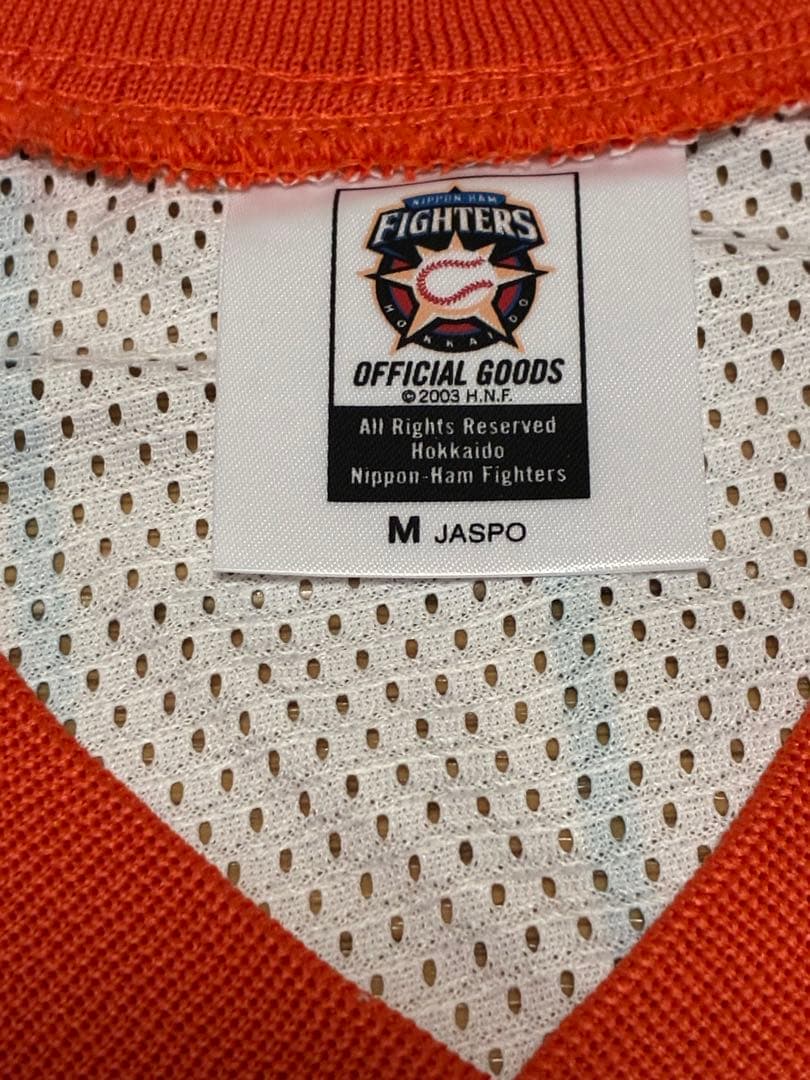 NIPPON HAM
FIGHTERS
HOKKAIDO
OFFICIAL GOODS
©2003 H.N.F.
All Rights Reserved
Hokkaido
Nippon-Ham Fighters
M JASPO